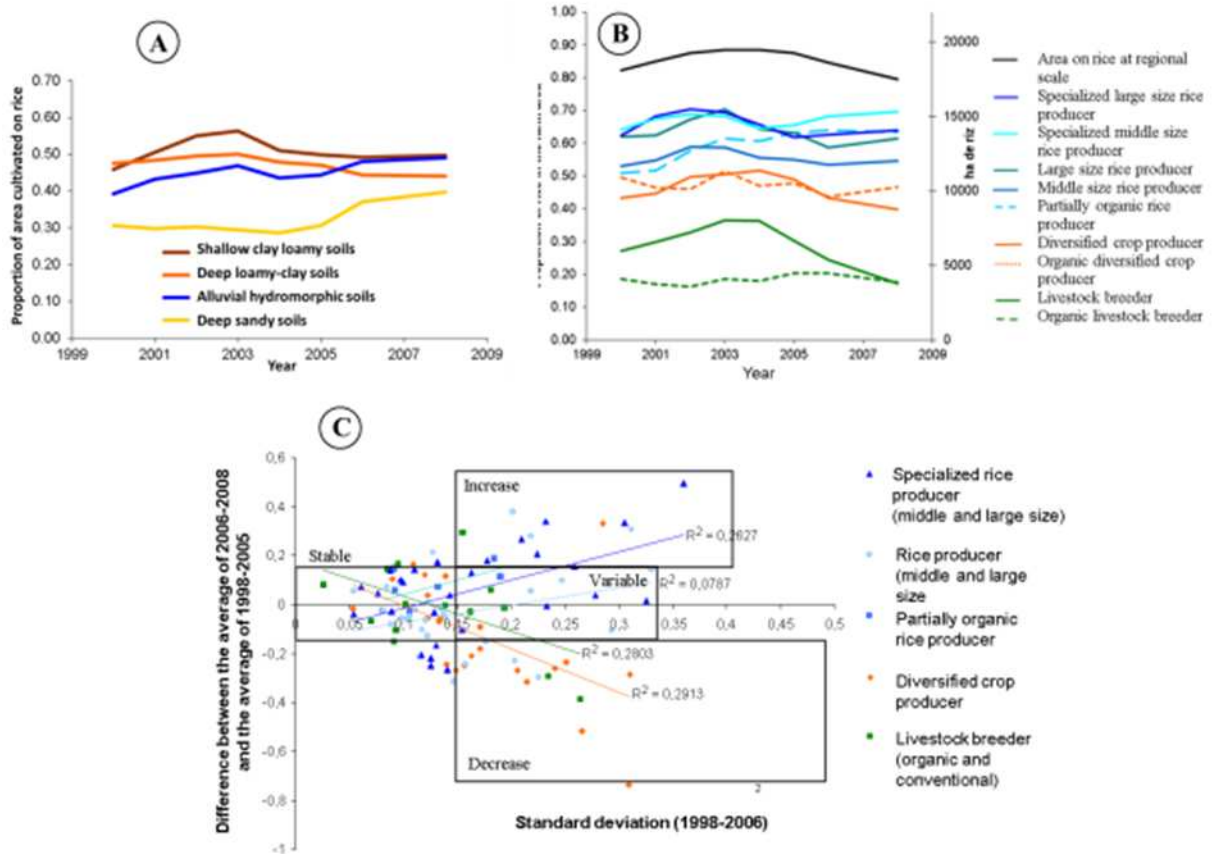 A
0.70
0.60
0.50
0.40
0.30
0.20
0.10
0.00
Proportion of area cultivated on rice
Shallow clay loamy soils
Deep loamy-clay soils
Alluvial hydromorphic soils
Deep sandy soils
1999
2001
2003
2005
2007
2009
Year
B
1.00
0.90
0.80
0.70
0.60
0.50
0.40
0.30
0.20
0.10
0.00
20000
15000
10000
5000
0
ha de riz
1999
2001
2003
2005
2007
2009
Year
Area on rice at regional
scale
Specialized large size rice
producer
Specialized middle size
rice producer
Large size rice producer
Middle size rice producer
Partially organic rice
producer
Diversified crop producer
Organic diversified crop
producer
Livestock breeder
Organic livestock breeder
C
Difference between the average of 2006-2008
and the average of 1998-2005
0,6
0,4
0,2
0
-0,2
-0,4
-0,6
-0,8
-1
Increase
R² = 0,2627
Stable
Variable
R² = 0,0787
0
0,05
0,1
0,15
0,2
0,25
0,3
0,35
0,4
0,45
0,5
R² = 0,2803
R² = 0,2913
Decrease
2
Standard deviation (1998-2006)
Specialized rice
producer
(middle and large size)
Rice producer
(middle and large
size
Partially organic
rice producer
Diversified crop
producer
Livestock breeder
(organic and
conventional)